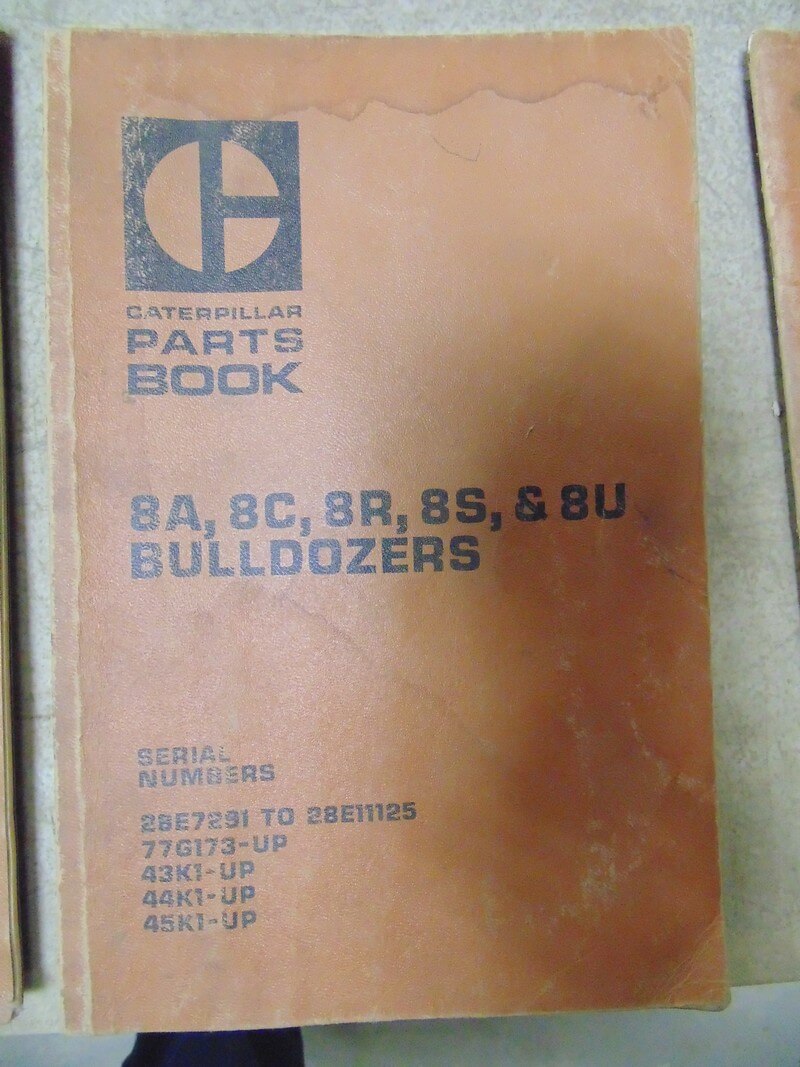 CATERPILLAR
PARTS
BOOK
8A, 8C, 8R, 8S, & 8U
BULLDOZERS
SERIAL
NUMBERS
28E7291 TO 28E11125
77G173-UP
43K1-UP
44K1-UP
45K1-UP